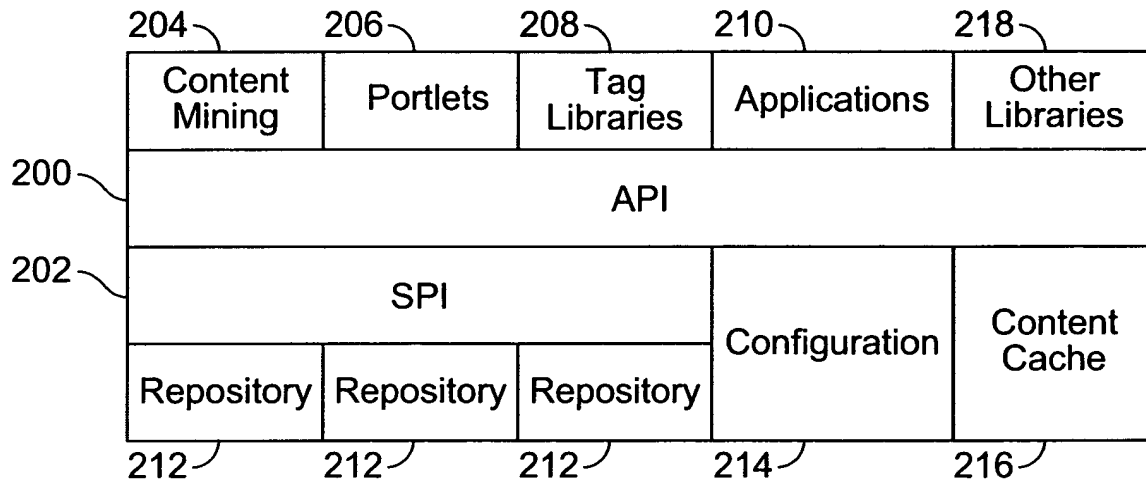 204 206 208 210 218
Content Mining
Portlets
Tag Libraries
Applications
Other Libraries
200
API
202
SPI
Configuration
Content Cache
Repository Repository Repository
212 212 212 214 216